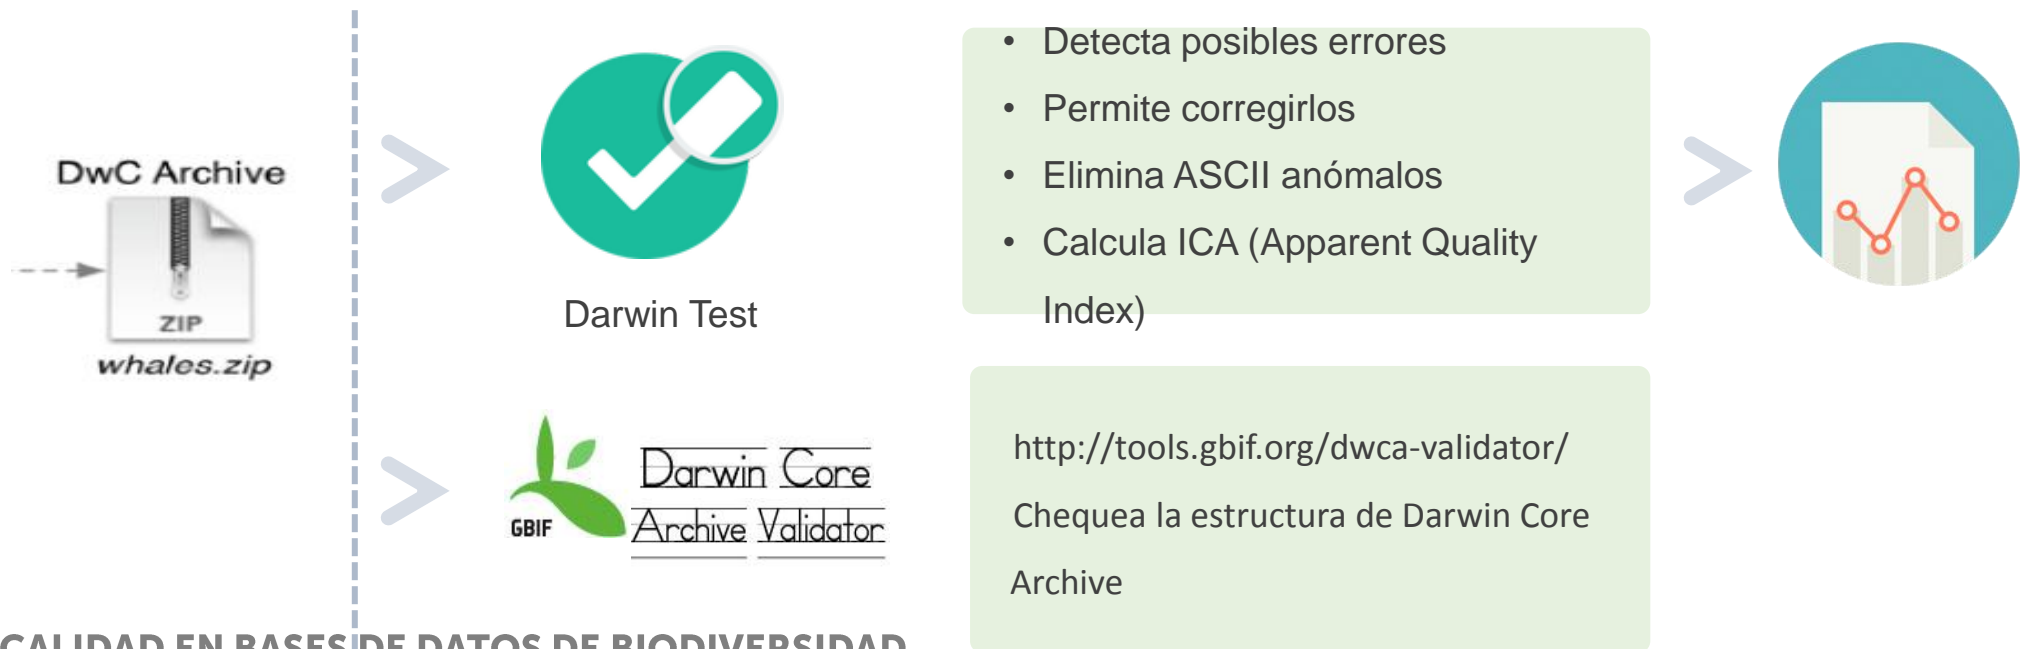 DwC Archive
ZIP
whales.zip
Darwin Test
• Detecta posibles errores
• Permite corregirlos
• Elimina ASCII anómalos
• Calcula ICA (Apparent Quality
Index)
GBIF
Darwin Core
Archive Validator
http://tools.gbif.org/dwca-validator/
Chequea la estructura de Darwin Core
Archive
CALIDAD EN BASES DE DATOS DE BIODIVERSIDAD